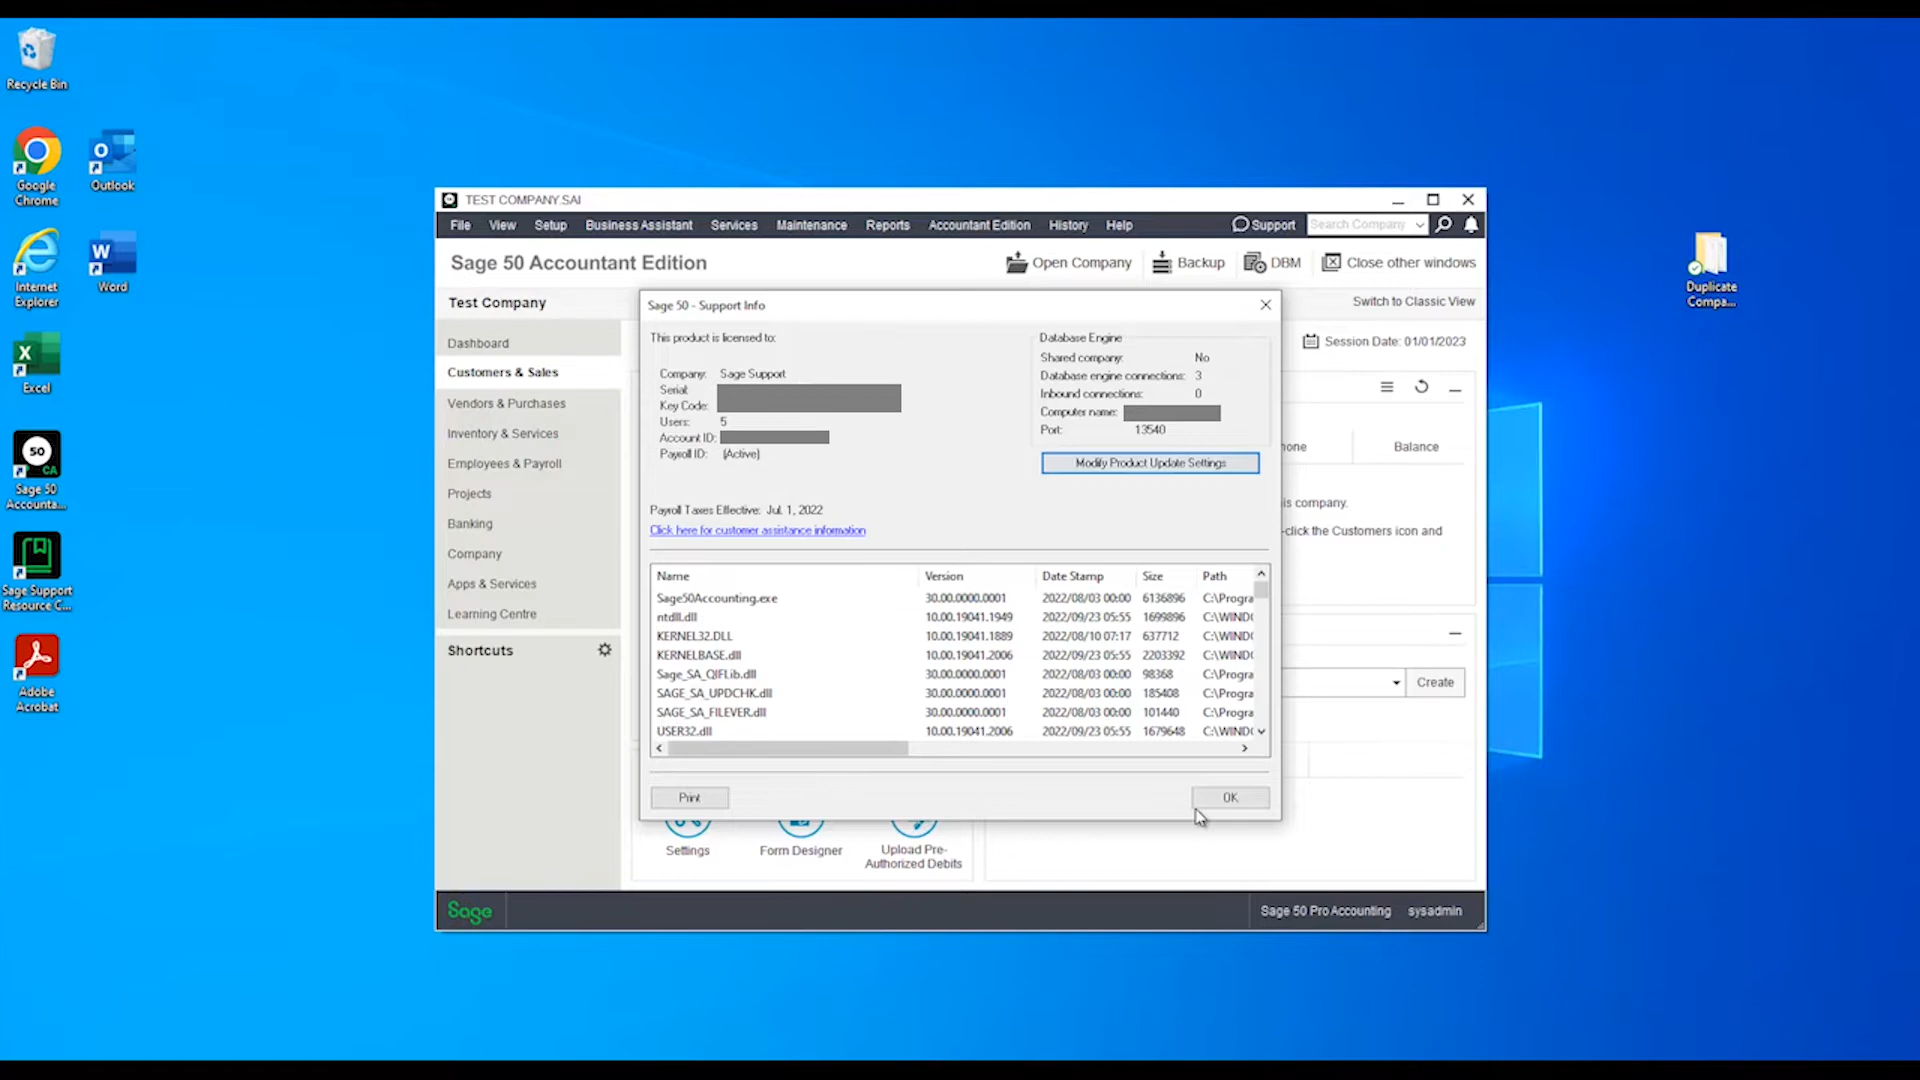 Recycle Bin
Google
Chrome
Outlook
Internet
Explorer
Word
Excel
50
CA
Sage 50
Accounta...
Sage Support
Resource C...
Adobe
Acrobat
Duplicate
Compa...
TEST COMPANY.SAI
File View Setup Business Assistant Services Maintenance Reports Accountant Edition History Help Support Search Company
Sage 50 Accountant Edition
Open Company Backup DBM Close other windows
Test Company
Switch to Classic View
Session Date: 01/01/2023
Dashboard
Customers & Sales
Vendors & Purchases
Inventory & Services
Employees & Payroll
Projects
Banking
Company
Apps & Services
Learning Centre
Shortcuts
Sage 50 - Support Info
This product is licensed to:
Company: Sage Support
Serial:
Key Code:
Users: 5
Account ID:
Payroll ID: (Active)
Database Engine
Shared company: No
Database engine connections: 3
Inbound connections: 0
Computer name:
Port: 13540
Modify Product Update Settings
Payroll Taxes Effective: Jul. 1, 2022
Click here for customer assistance information
Name Version Date Stamp Size Path
Sage50Accounting.exe 30.00.0000.0001 2022/08/03 00:00 6136896 C:\Progra
ntdll.dll 10.00.19041.1949 2022/09/23 05:55 1699896 C:\WIND
KERNEL32.DLL 10.00.19041.1889 2022/08/10 07:17 637712 C:\WIND
KERNELBASE.dll 10.00.19041.2006 2022/09/23 05:55 2203392 C:\WIND
Sage_SA_QIFLib.dll 30.00.0000.0001 2022/08/03 00:00 98368 C:\Progra
SAGE_SA_UPDCHK.dll 30.00.0000.0001 2022/08/03 00:00 185408 C:\Progra
SAGE_SA_FILEVER.dll 30.00.0000.0001 2022/08/03 00:00 101440 C:\Progra
USER32.dll 10.00.19041.2006 2022/09/23 05:55 1679648 C:\WIND
Print
OK
hone Balance
is company.
-click the Customers icon and
Create
Settings
Form Designer
Upload Pre-
Authorized Debits
Sage
Sage 50 Pro Accounting sysadmin